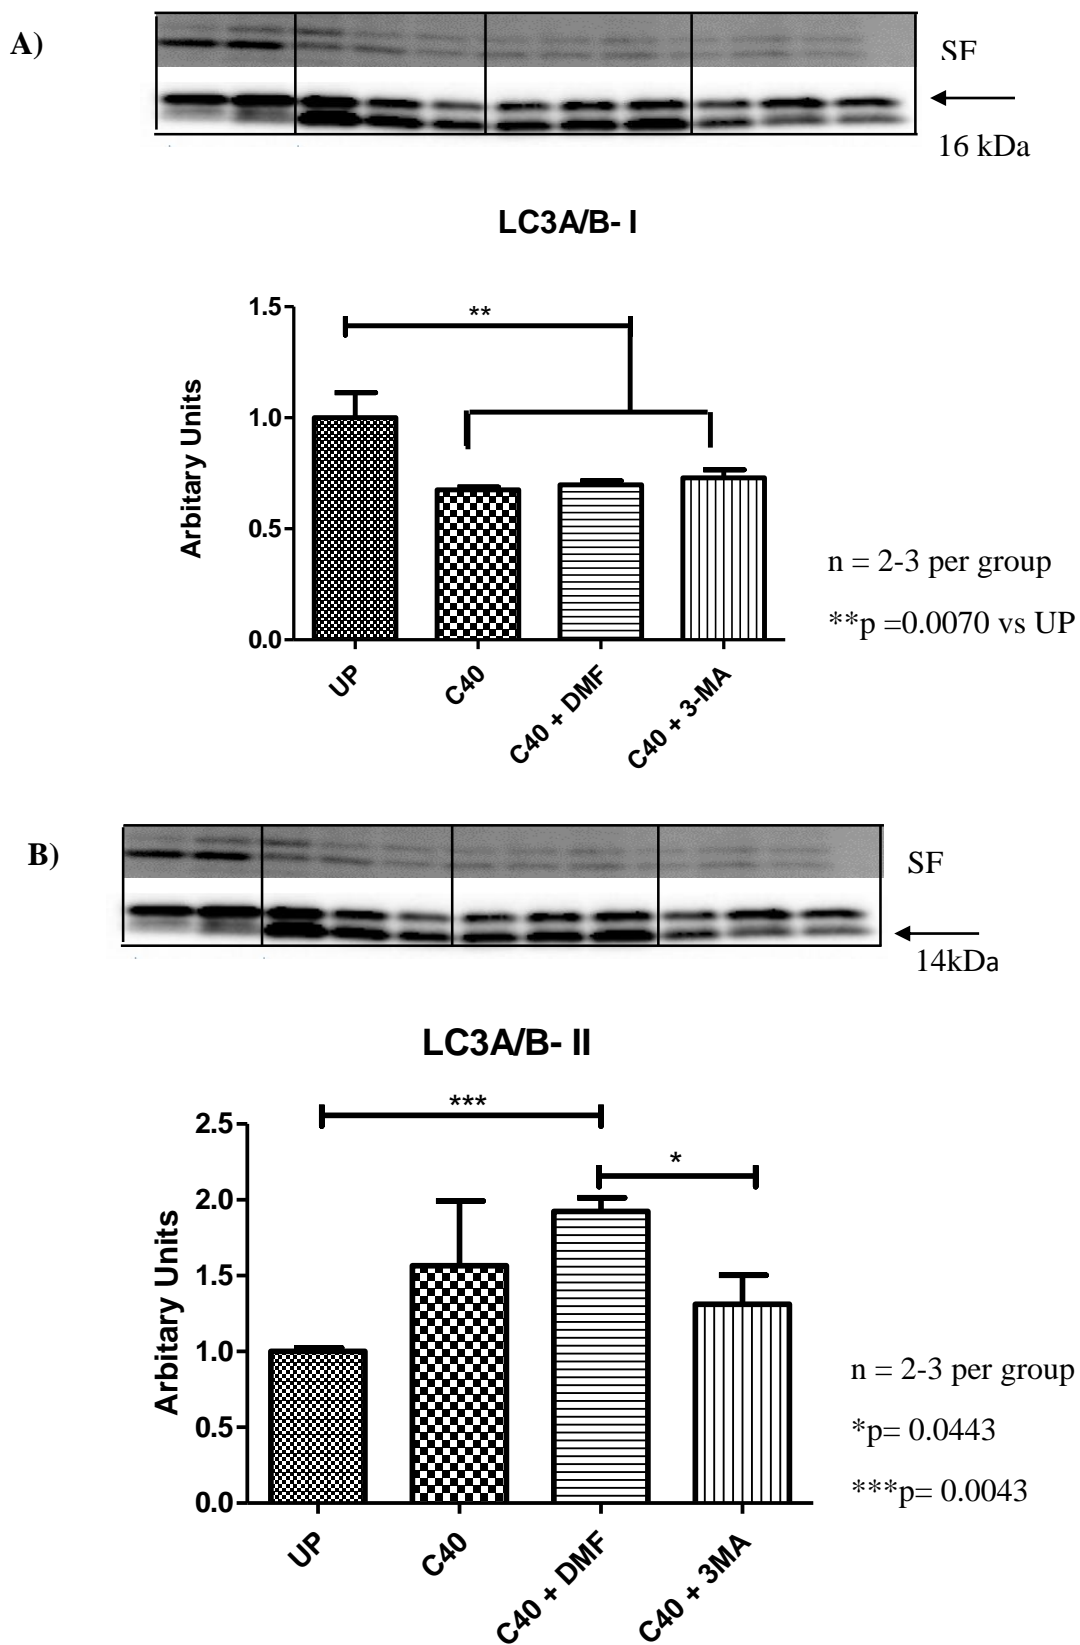 A)
SF
16 kDa
LC3A/B- I
**
1.5
1.0
0.5
0.0
Arbitary Units
UP
C40
C40 + DMF
C40 + 3-MA
n = 2-3 per group
**p =0.0070 vs UP
B)
SF
14kDa
LC3A/B- II
***
*
2.5
2.0
1.5
1.0
0.5
0.0
Arbitary Units
UP
C40
C40 + DMF
C40 + 3MA
n = 2-3 per group
*p= 0.0443
***p= 0.0043